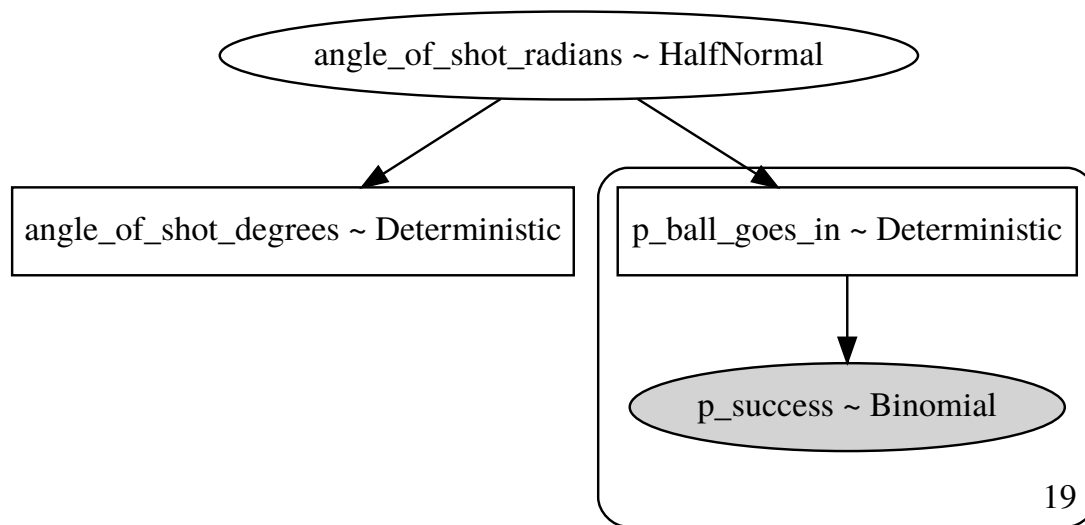 angle_of_shot_radians ~ HalfNormal
angle_of_shot_degrees ~ Deterministic
p_ball_goes_in ~ Deterministic
p_success ~ Binomial
19